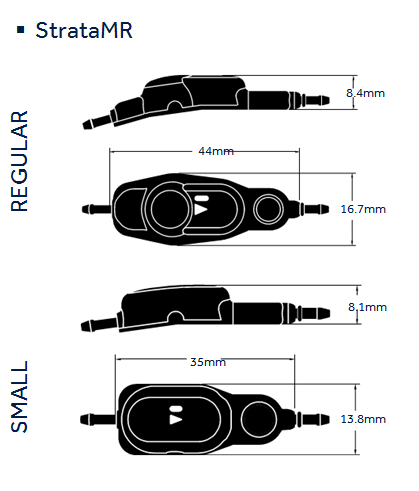 ▪ StrataMR
REGULAR
8.4mm
44mm
16.7mm
SMALL
8.1mm
35mm
13.8mm